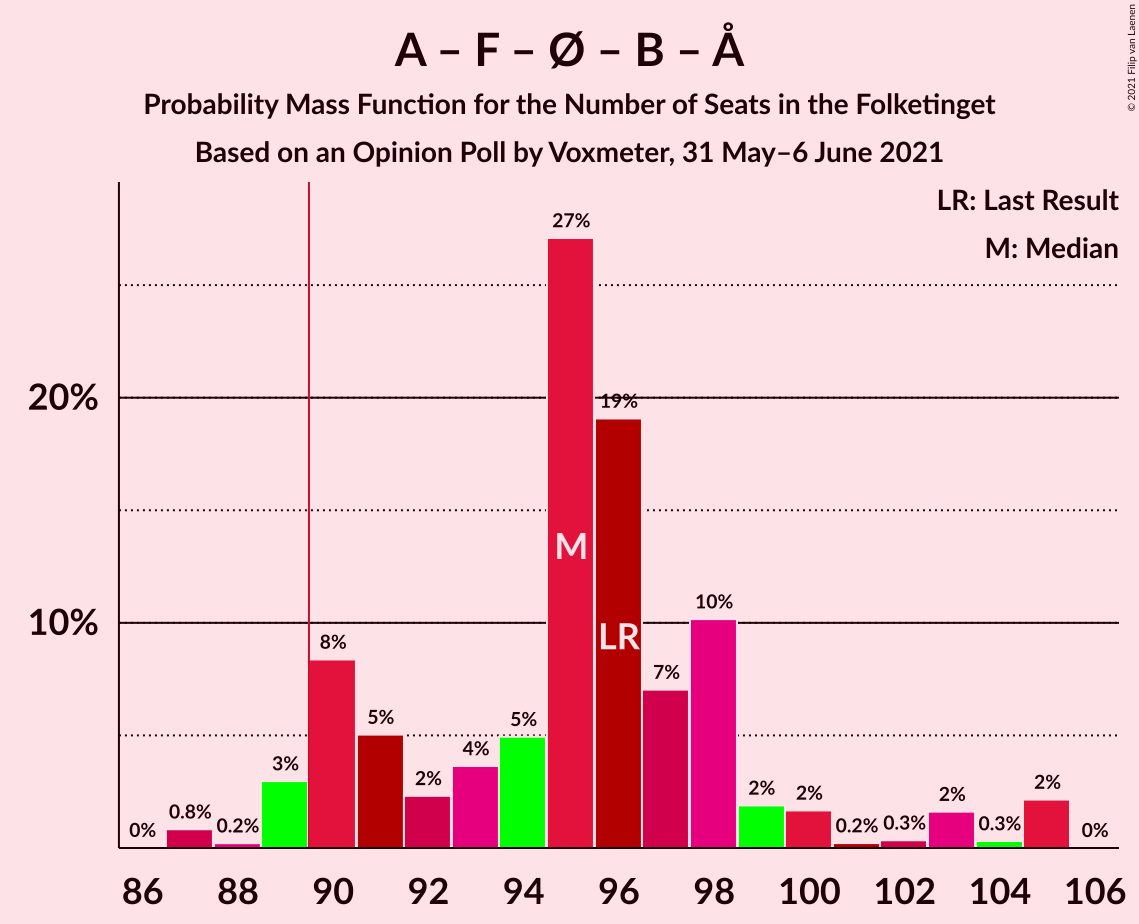 A – F – Ø – B – Å
Probability Mass Function for the Number of Seats in the Folketinget
Based on an Opinion Poll by Voxmeter, 31 May–6 June 2021
© 2021 Filip van Laenen
LR: Last Result
M: Median
20%
10%
0%
0.8%
0.2%
3%
8%
5%
2%
4%
5%
27%
19%
7%
10%
2%
2%
0.2%
0.3%
2%
0.3%
2%
0%
M
LR
86 88 90 92 94 96 98 100 102 104 106